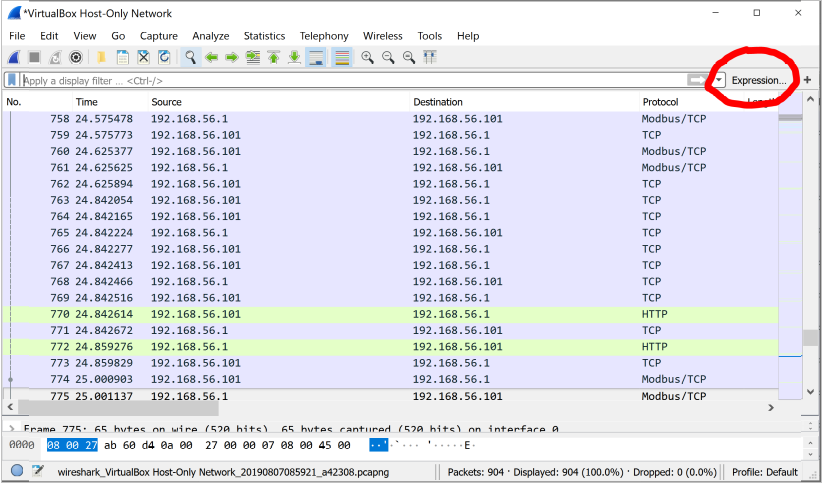 *VirtualBox Host-Only Network
File Edit View Go Capture Analyze Statistics Telephony Wireless Tools Help
Apply a display filter ... <Ctrl-/> Expression... +
No. Time Source Destination Protocol Length
758 24.575478 192.168.56.1 192.168.56.101 Modbus/TCP
759 24.575773 192.168.56.101 192.168.56.1 TCP
760 24.625377 192.168.56.101 192.168.56.1 Modbus/TCP
761 24.625625 192.168.56.1 192.168.56.101 Modbus/TCP
762 24.625894 192.168.56.101 192.168.56.1 TCP
763 24.842054 192.168.56.101 192.168.56.1 TCP
764 24.842165 192.168.56.101 192.168.56.1 TCP
765 24.842224 192.168.56.1 192.168.56.101 TCP
766 24.842277 192.168.56.101 192.168.56.1 TCP
767 24.842413 192.168.56.101 192.168.56.1 TCP
768 24.842466 192.168.56.1 192.168.56.101 TCP
769 24.842516 192.168.56.101 192.168.56.1 TCP
770 24.842614 192.168.56.101 192.168.56.1 HTTP
771 24.842672 192.168.56.1 192.168.56.101 TCP
772 24.859276 192.168.56.1 192.168.56.101 HTTP
773 24.859829 192.168.56.101 192.168.56.1 TCP
774 25.000903 192.168.56.101 192.168.56.1 Modbus/TCP
775 25.001137 192.168.56.1 192.168.56.101 Modbus/TCP
Frame 775: 65 bytes on wire (520 bits), 65 bytes captured (520 bits) on interface 0
0000 08 00 27 ab 60 d4 0a 00 27 00 00 07 08 00 45 00 ··'·`··· '·····E·
wireshark_VirtualBox Host-Only Network_20190807085921_a42308.pcapng Packets: 904 · Displayed: 904 (100.0%) · Dropped: 0 (0.0%) Profile: Default